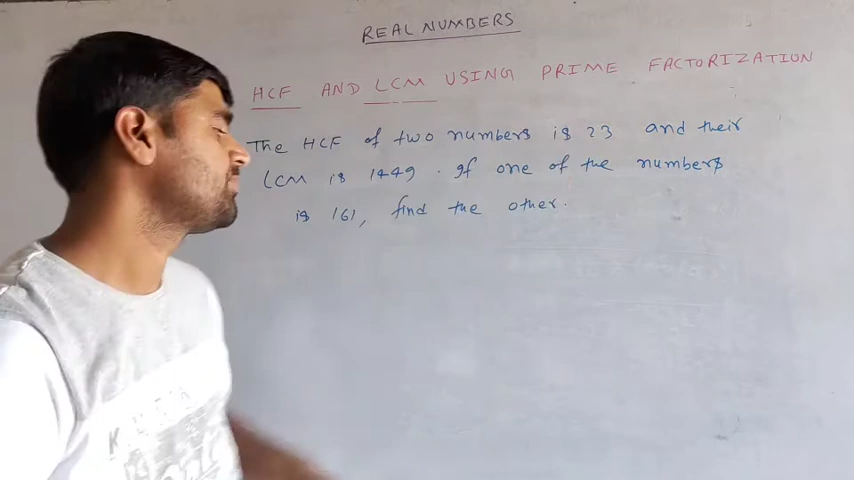 REAL NUMBERS
HCF AND LCM USING PRIME FACTORIZATION
The HCF of two numbers is 23 and their
LCM is 1449. If one of the numbers
is 161, find the other.